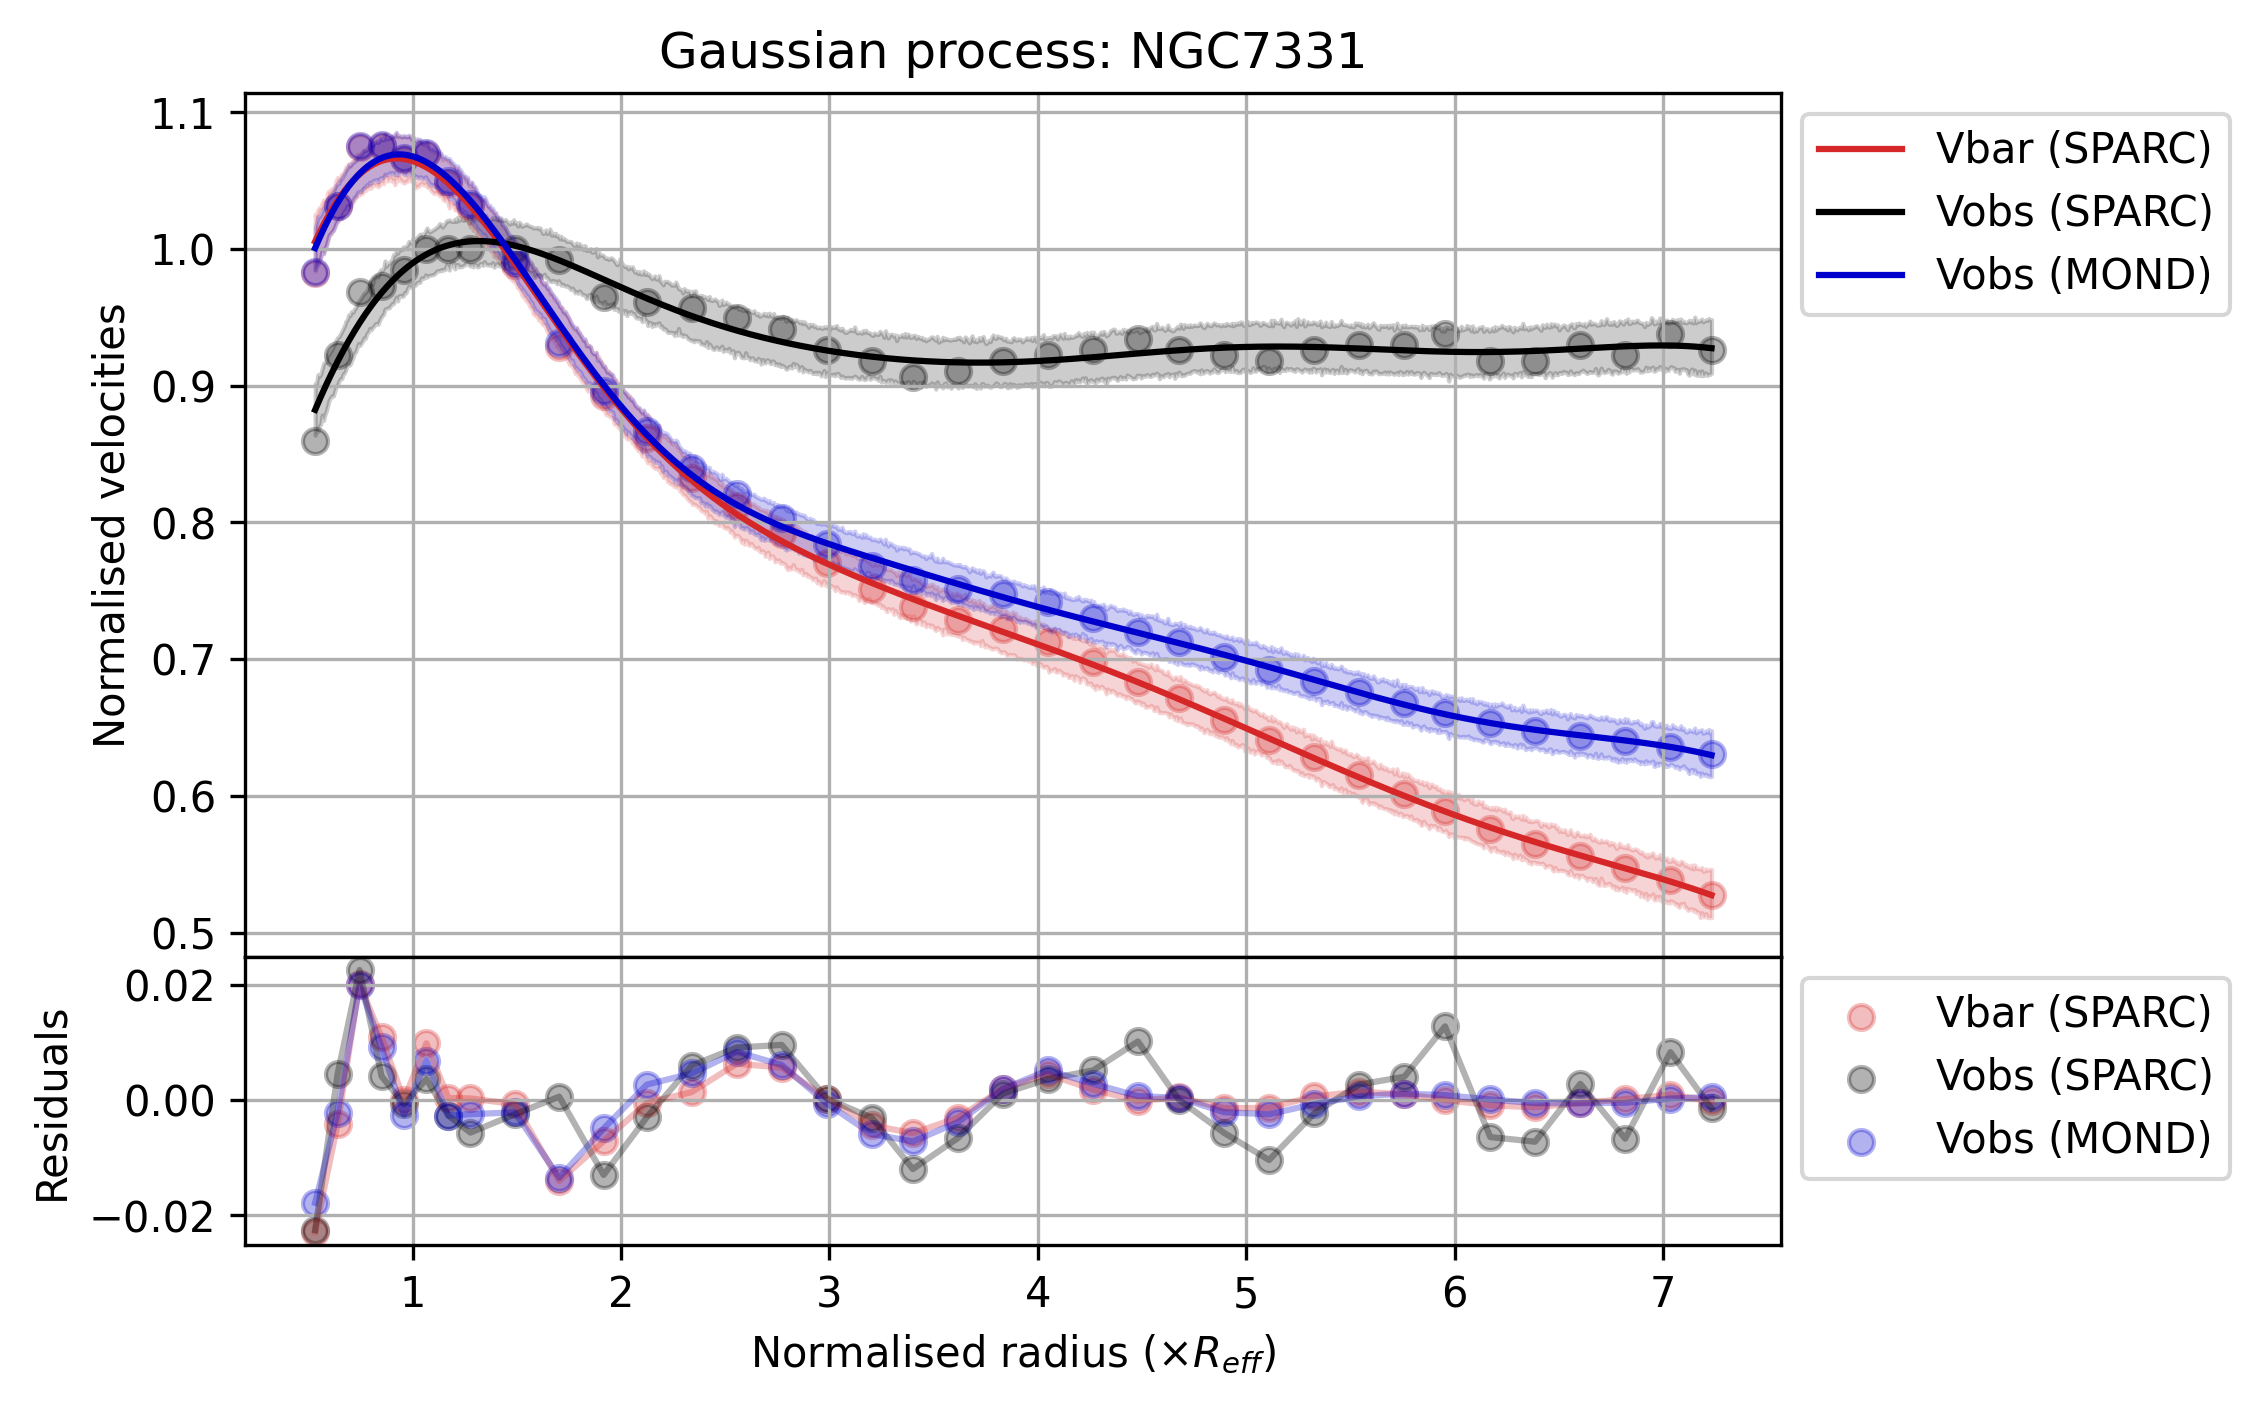 Gaussian process: NGC7331
Normalised velocities
1.1
1.0
0.9
0.8
0.7
0.6
0.5
Vbar (SPARC)
Vobs (SPARC)
Vobs (MOND)
Residuals
0.02
0.00
−0.02
Vbar (SPARC)
Vobs (SPARC)
Vobs (MOND)
1 2 3 4 5 6 7
Normalised radius (×R_eff)